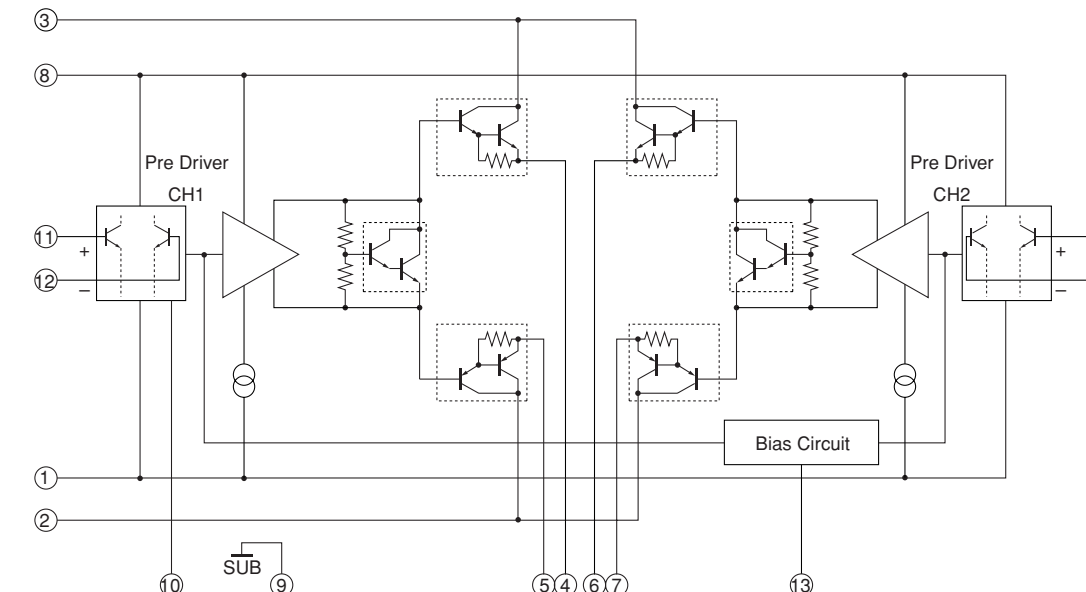 3
8
Pre Driver
CH1
Pre Driver
CH2
11
+
12
–
+
–
Bias Circuit
1
2
SUB
10
9
5
4
6
7
13